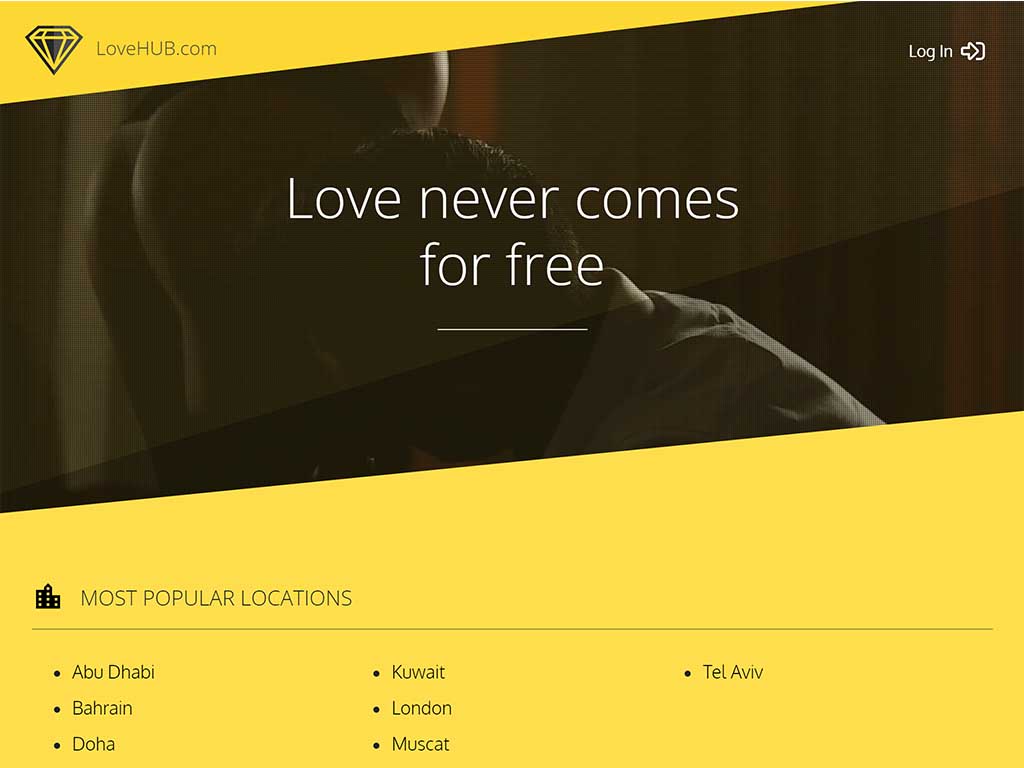 LoveHUB.com
Log In
Love never comes
for free
MOST POPULAR LOCATIONS
Abu Dhabi
Bahrain
Doha
Kuwait
London
Muscat
Tel Aviv